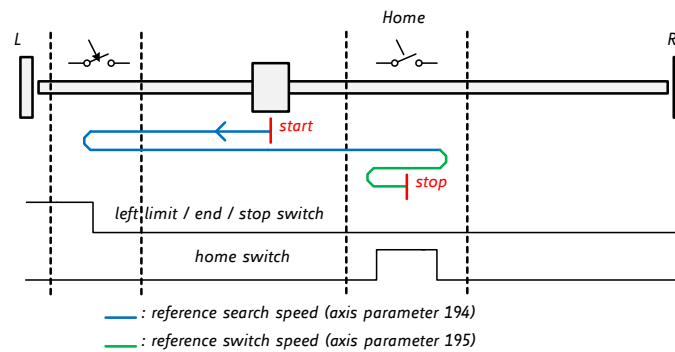 Home
L
R
start
stop
left limit / end / stop switch
home switch
: reference search speed (axis parameter 194)
: reference switch speed (axis parameter 195)